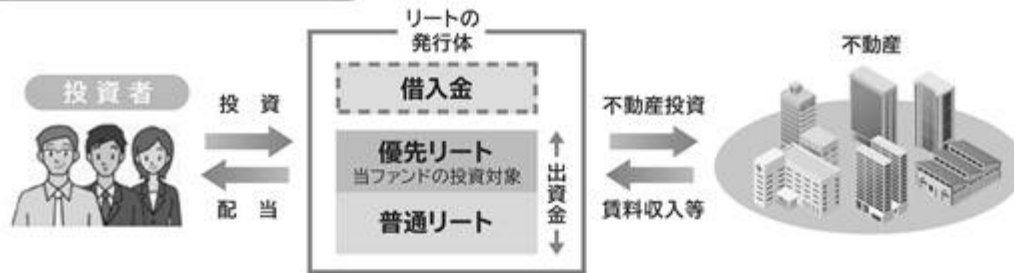 リートの
発行体
不動産
投資者
投 資
配 当
借入金
優先リート
当ファンドの投資対象
普通リート
出資金
不動産投資
賃料収入等